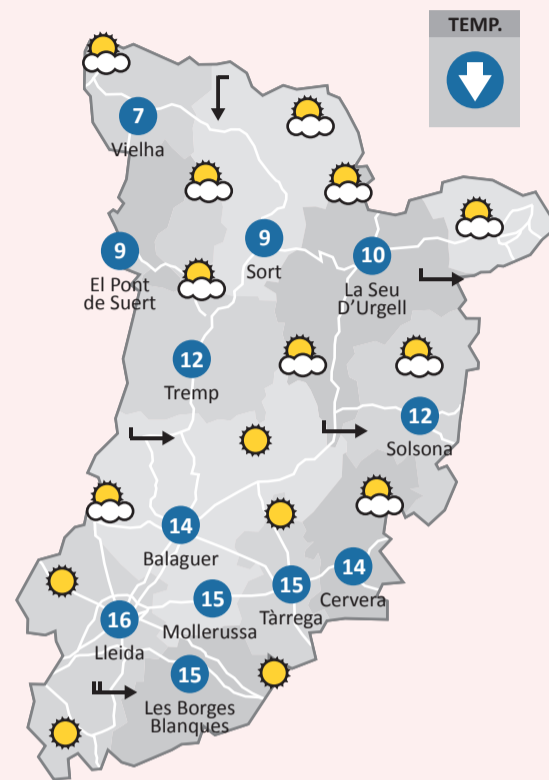 TEMP.
7
Vielha
9
El Pont
de Suert
9
Sort
10
La Seu
D'Urgell
12
Tremp
12
Solsona
14
Balaguer
14
Cervera
15
Tàrrega
15
Mollerussa
16
Lleida
15
Les Borges
Blanques